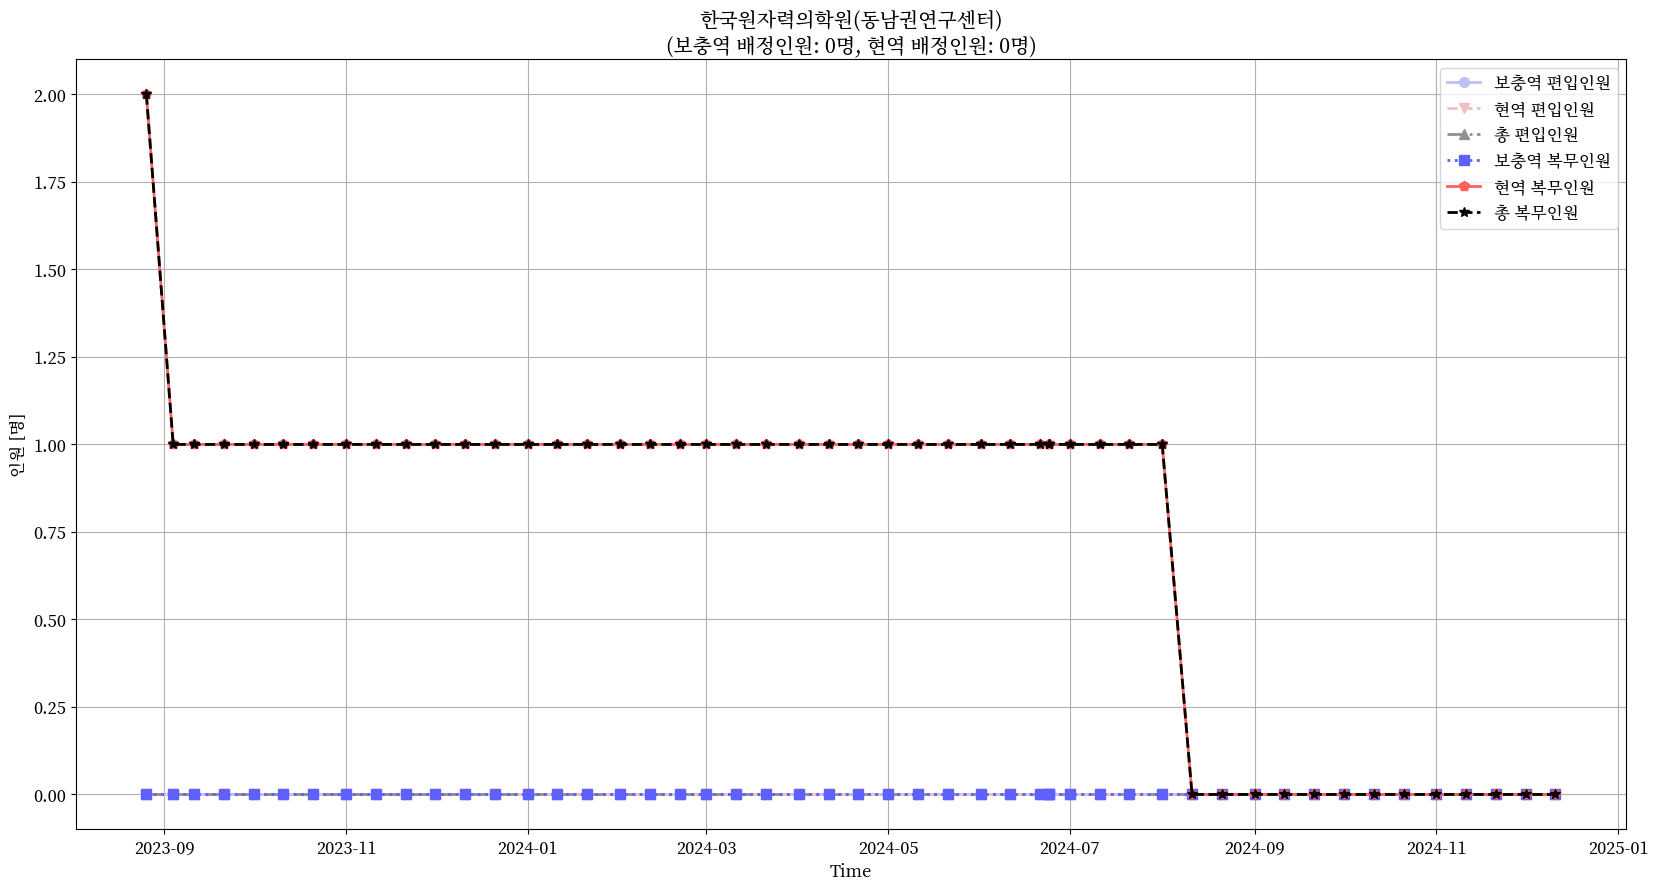 한국원자력의학원(동남권연구센터)
(보충역 배정인원: 0명, 현역 배정인원: 0명)
보충역 편입인원
현역 편입인원
총 편입인원
보충역 복무인원
현역 복무인원
총 복무인원
2.00
1.75
1.50
1.25
1.00
0.75
0.50
0.25
0.00
인원 [명]
2023-09
2023-11
2024-01
2024-03
2024-05
2024-07
2024-09
2024-11
2025-01
Time